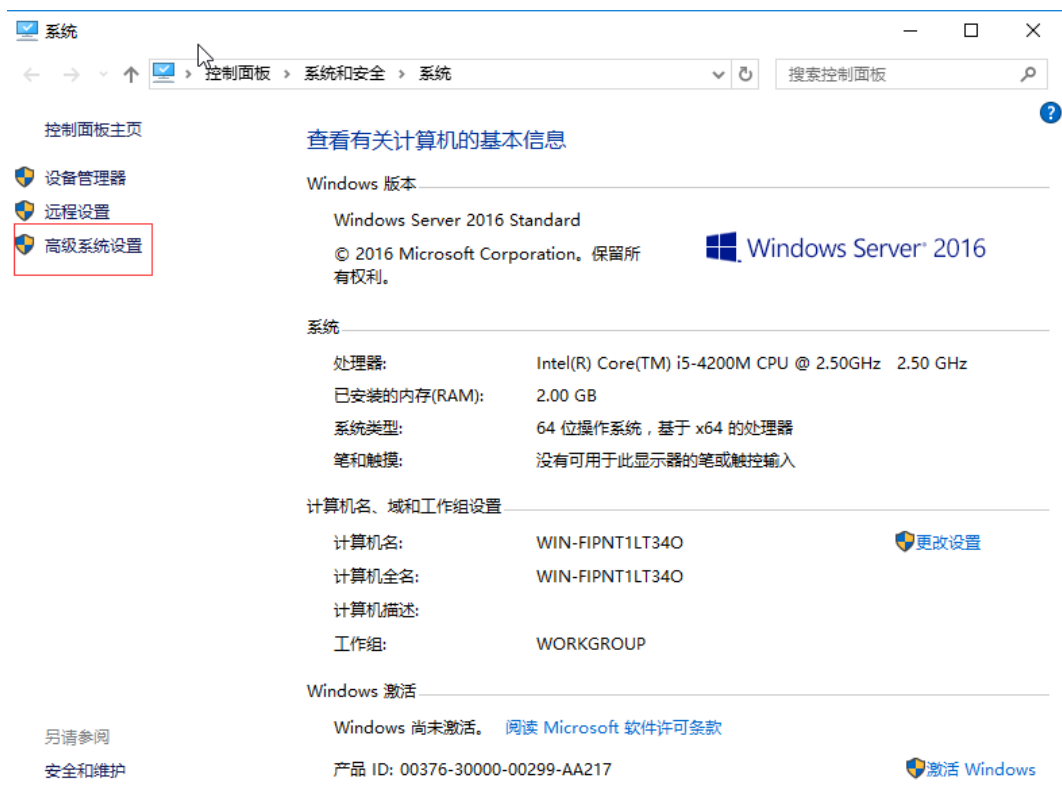 系统
控制面板 › 系统和安全 › 系统
搜索控制面板
控制面板主页
设备管理器
远程设置
高级系统设置
查看有关计算机的基本信息
Windows 版本
Windows Server 2016 Standard
© 2016 Microsoft Corporation。保留所
有权利。
Windows Server 2016
系统
处理器: Intel(R) Core(TM) i5-4200M CPU @ 2.50GHz 2.50 GHz
已安装的内存(RAM): 2.00 GB
系统类型: 64 位操作系统，基于 x64 的处理器
笔和触摸: 没有可用于此显示器的笔或触控输入
计算机名、域和工作组设置
计算机名: WIN-FIPNT1LT34O 更改设置
计算机全名: WIN-FIPNT1LT34O
计算机描述:
工作组: WORKGROUP
Windows 激活
Windows 尚未激活。 阅读 Microsoft 软件许可条款
产品 ID: 00376-30000-00299-AA217 激活 Windows
另请参阅
安全和维护